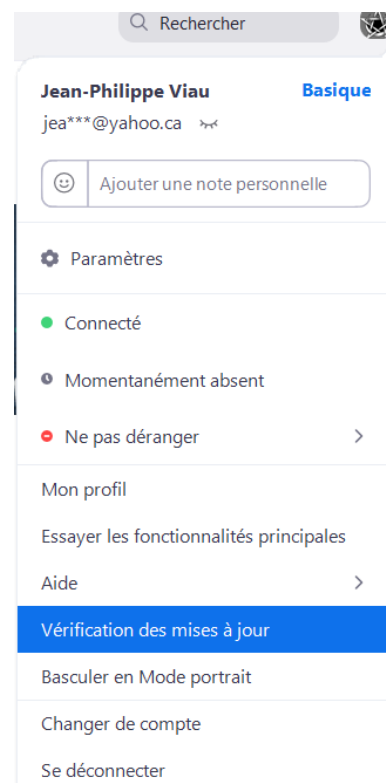 Rechercher
Jean-Philippe Viau Basique
jea***@yahoo.ca
Ajouter une note personnelle
Paramètres
Connecté
Momentanément absent
Ne pas déranger
Mon profil
Essayer les fonctionnalités principales
Aide
Vérification des mises à jour
Basculer en Mode portrait
Changer de compte
Se déconnecter